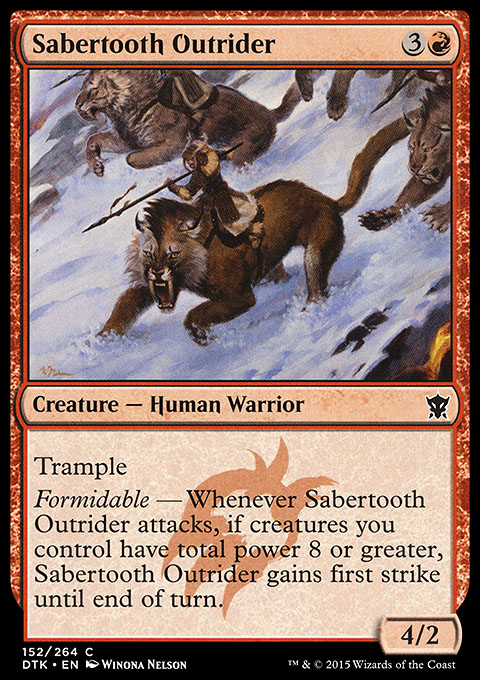 Sabertooth Outrider 3
Creature — Human Warrior
Trample
Formidable — Whenever Sabertooth
Outrider attacks, if creatures you
control have total power 8 or greater,
Sabertooth Outrider gains first strike
until end of turn.
4/2
152/264 C
DTK • EN Winona Nelson
™ & © 2015 Wizards of the Coast